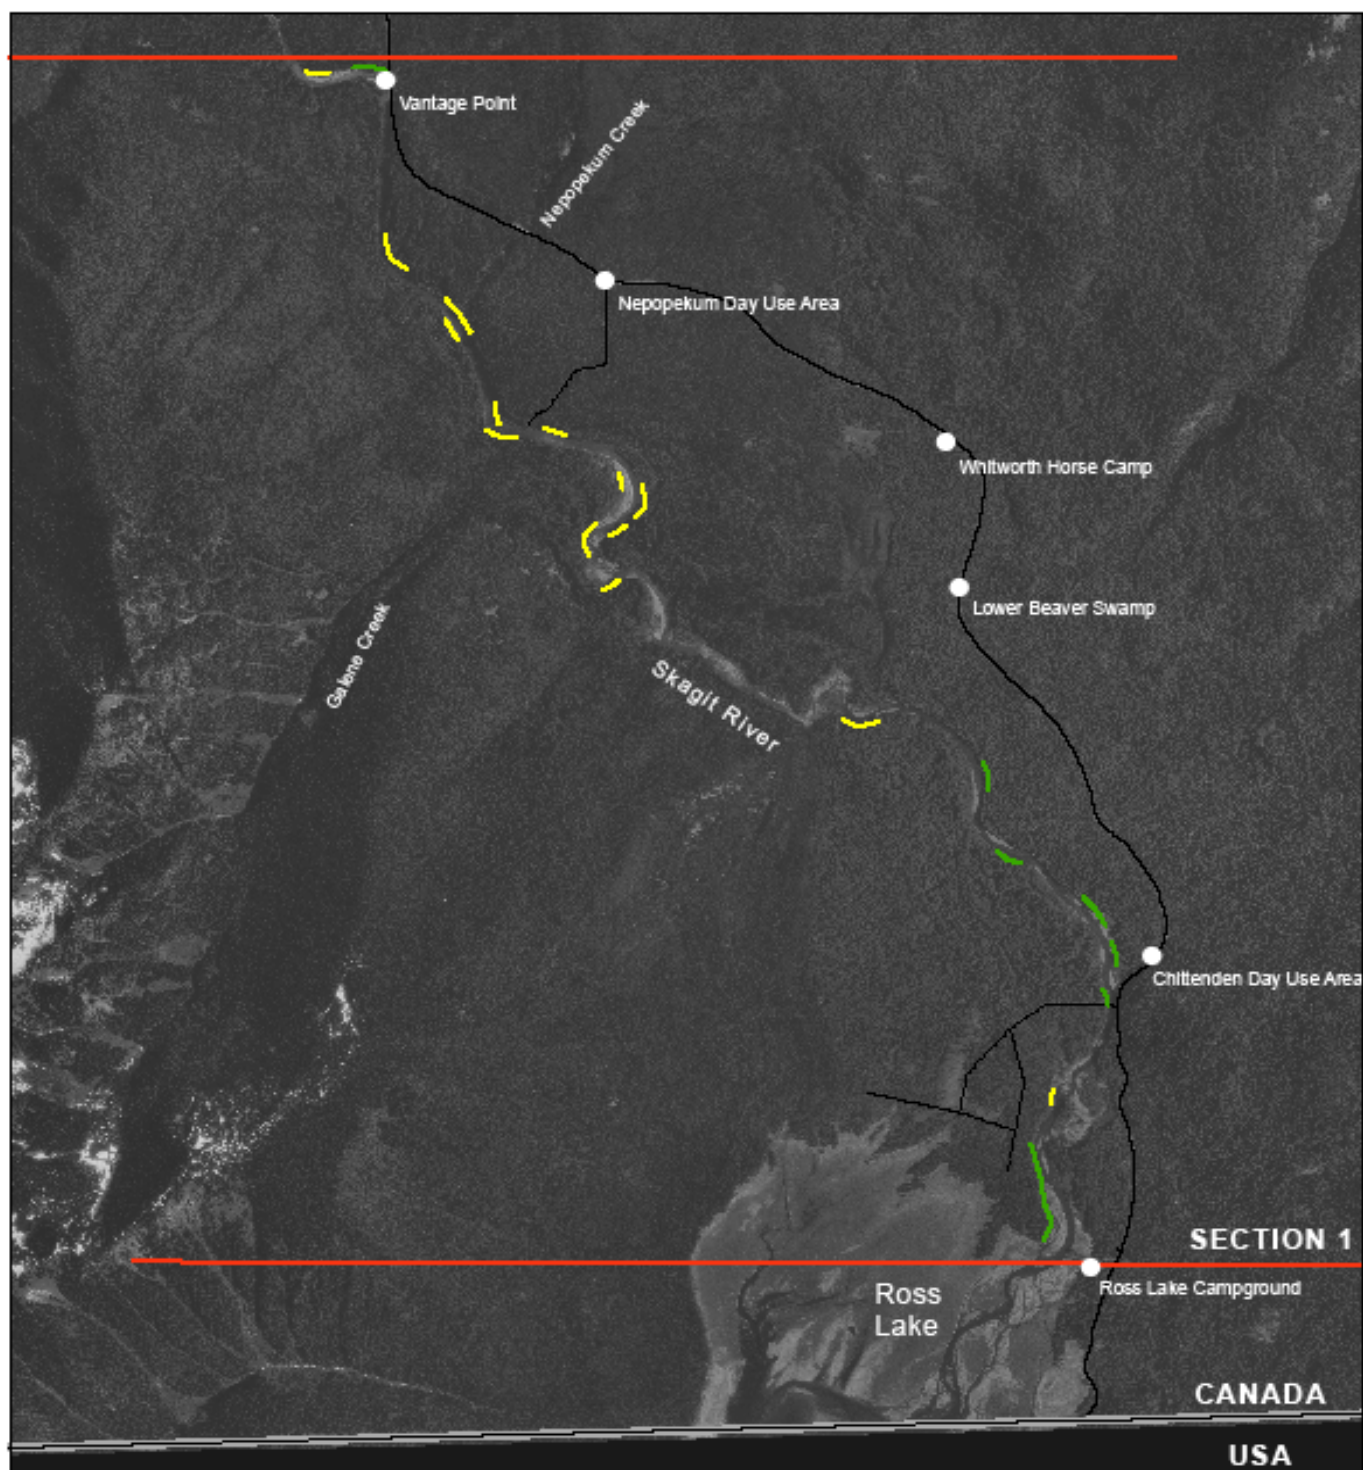 Vantage Point
Nepopekum Creek
Nepopekum Day Use Area
Whitworth Horse Camp
Lower Beaver Swamp
Galene Creek
Skagit River
Chittenden Day Use Area
SECTION 1
Ross Lake Campground
Ross
Lake
CANADA
USA